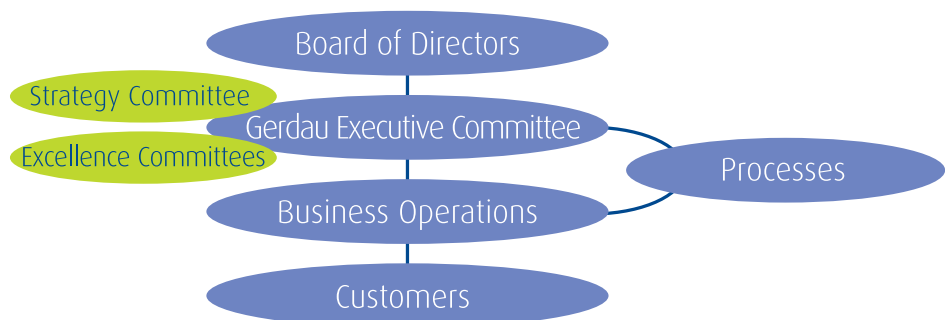 Board of Directors
Strategy Committee
Gerdau Executive Committee
Excellence Committees
Processes
Business Operations
Customers